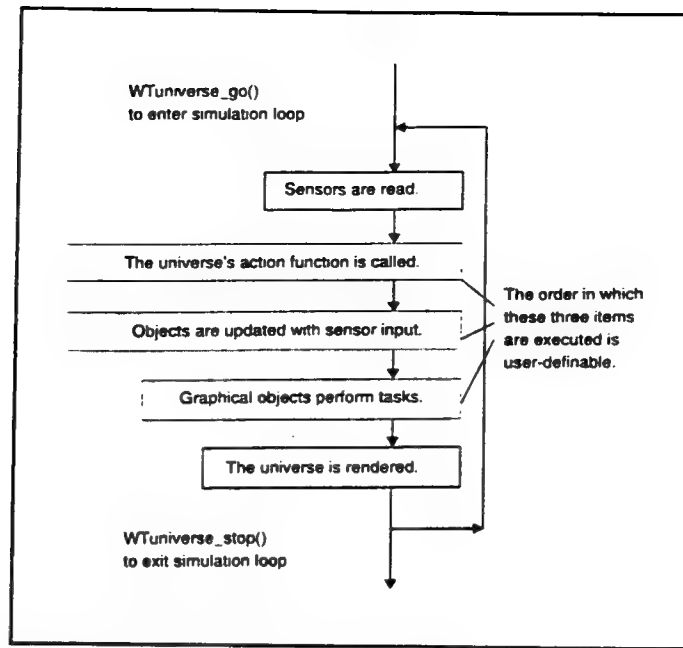 WTuniverse_go()
to enter simulation loop
Sensors are read.
The universe's action function is called.
Objects are updated with sensor input.
Graphical objects perform tasks.
The universe is rendered.
The order in which
these three items
are executed is
user-definable.
WTuniverse_stop()
to exit simulation loop